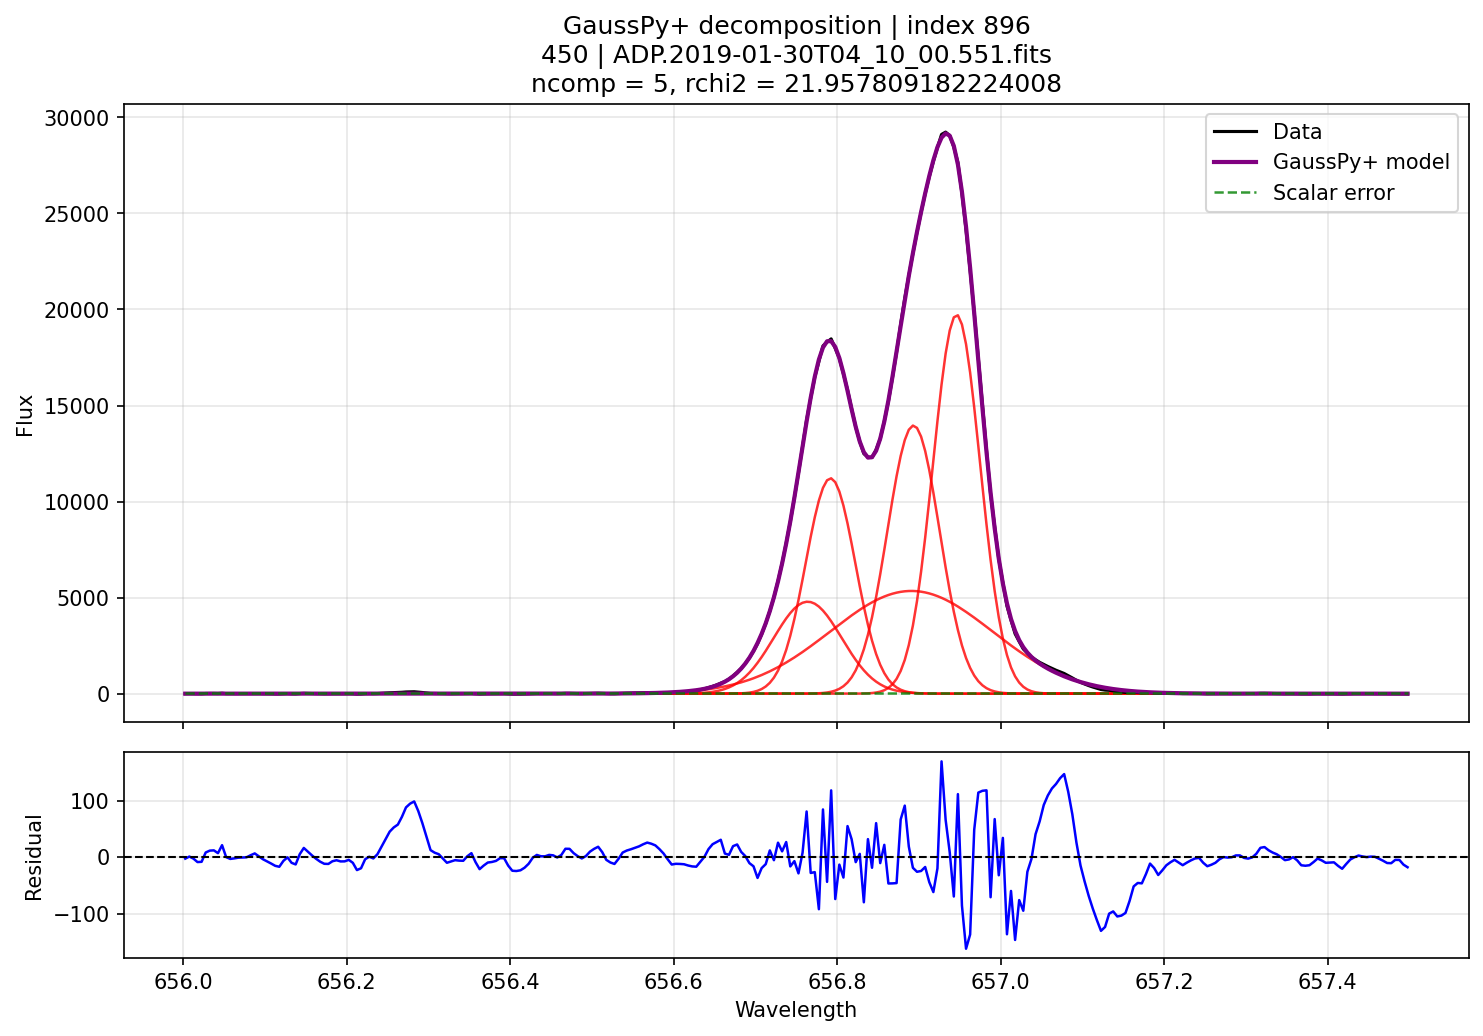 GaussPy+ decomposition | index 896
450 | ADP.2019-01-30T04_10_00.551.fits
ncomp = 5, rchi2 = 21.957809182224008
30000
25000
20000
15000
10000
5000
0
Flux
Data
GaussPy+ model
Scalar error
100
0
−100
Residual
656.0 656.2 656.4 656.6 656.8 657.0 657.2 657.4
Wavelength